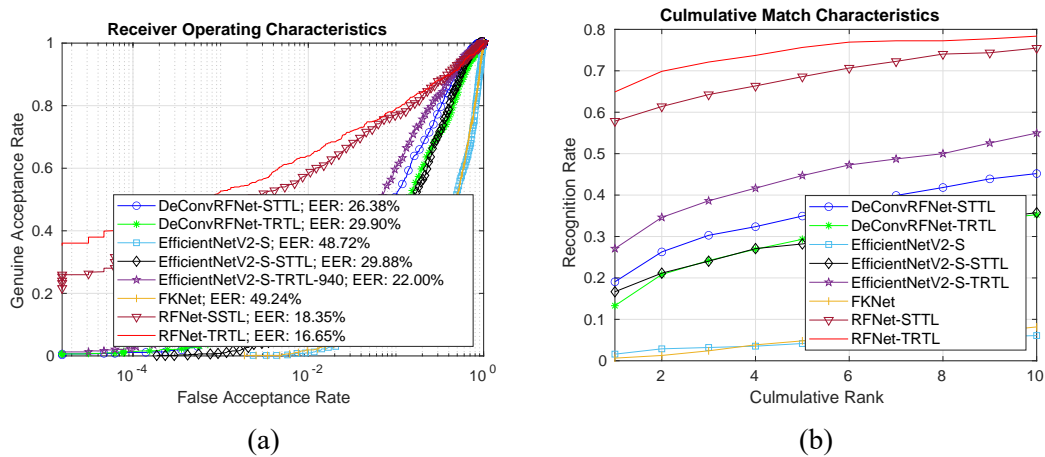 Receiver Operating Characteristics
1
0.8
0.6
0.4
0.2
0
Genuine Acceptance Rate
DeConvRFNet-STTL; EER: 26.38%
DeConvRFNet-TRTL; EER: 29.90%
EfficientNetV2-S; EER: 48.72%
EfficientNetV2-S-STTL; EER: 29.88%
EfficientNetV2-S-TRTL-940; EER: 22.00%
FKNet; EER: 49.24%
RFNet-SSTL; EER: 18.35%
RFNet-TRTL; EER: 16.65%
10^-4 10^-2 10^0
False Acceptance Rate
(a)
Culmulative Match Characteristics
0.8
0.7
0.6
0.5
0.4
0.3
0.2
0.1
0
Recognition Rate
DeConvRFNet-STTL
DeConvRFNet-TRTL
EfficientNetV2-S
EfficientNetV2-S-STTL
EfficientNetV2-S-TRTL
FKNet
RFNet-STTL
RFNet-TRTL
2 4 6 8 10
Culmulative Rank
(b)